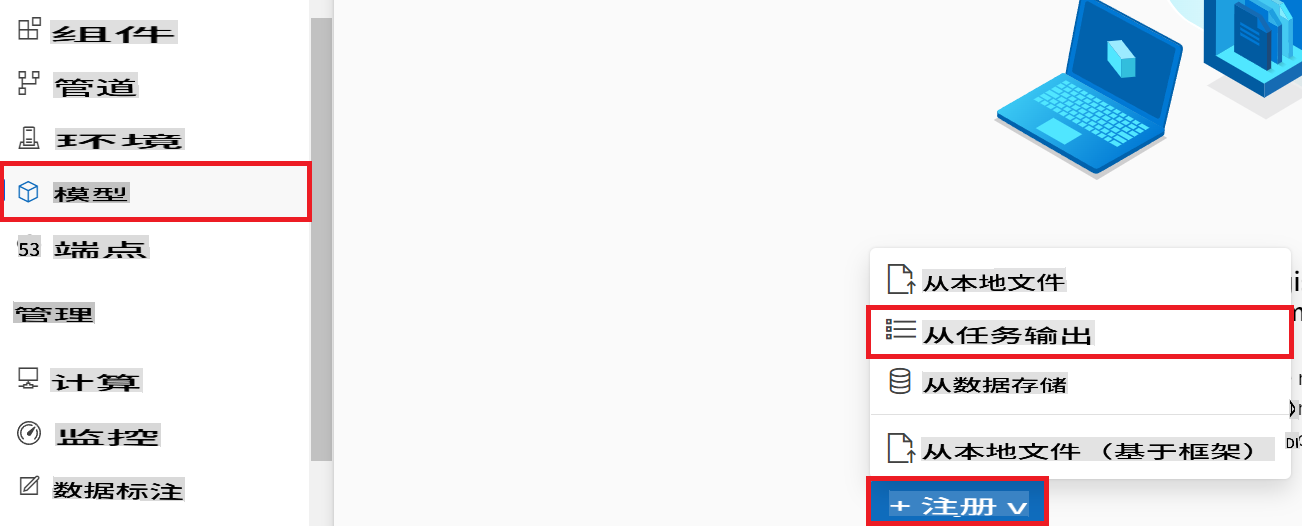 组件
管道
环境
模型
53 端点
管理
计算
监控
数据标注
从本地文件
从任务输出
从数据存储
从本地文件（基于框架）
+ 注册 v